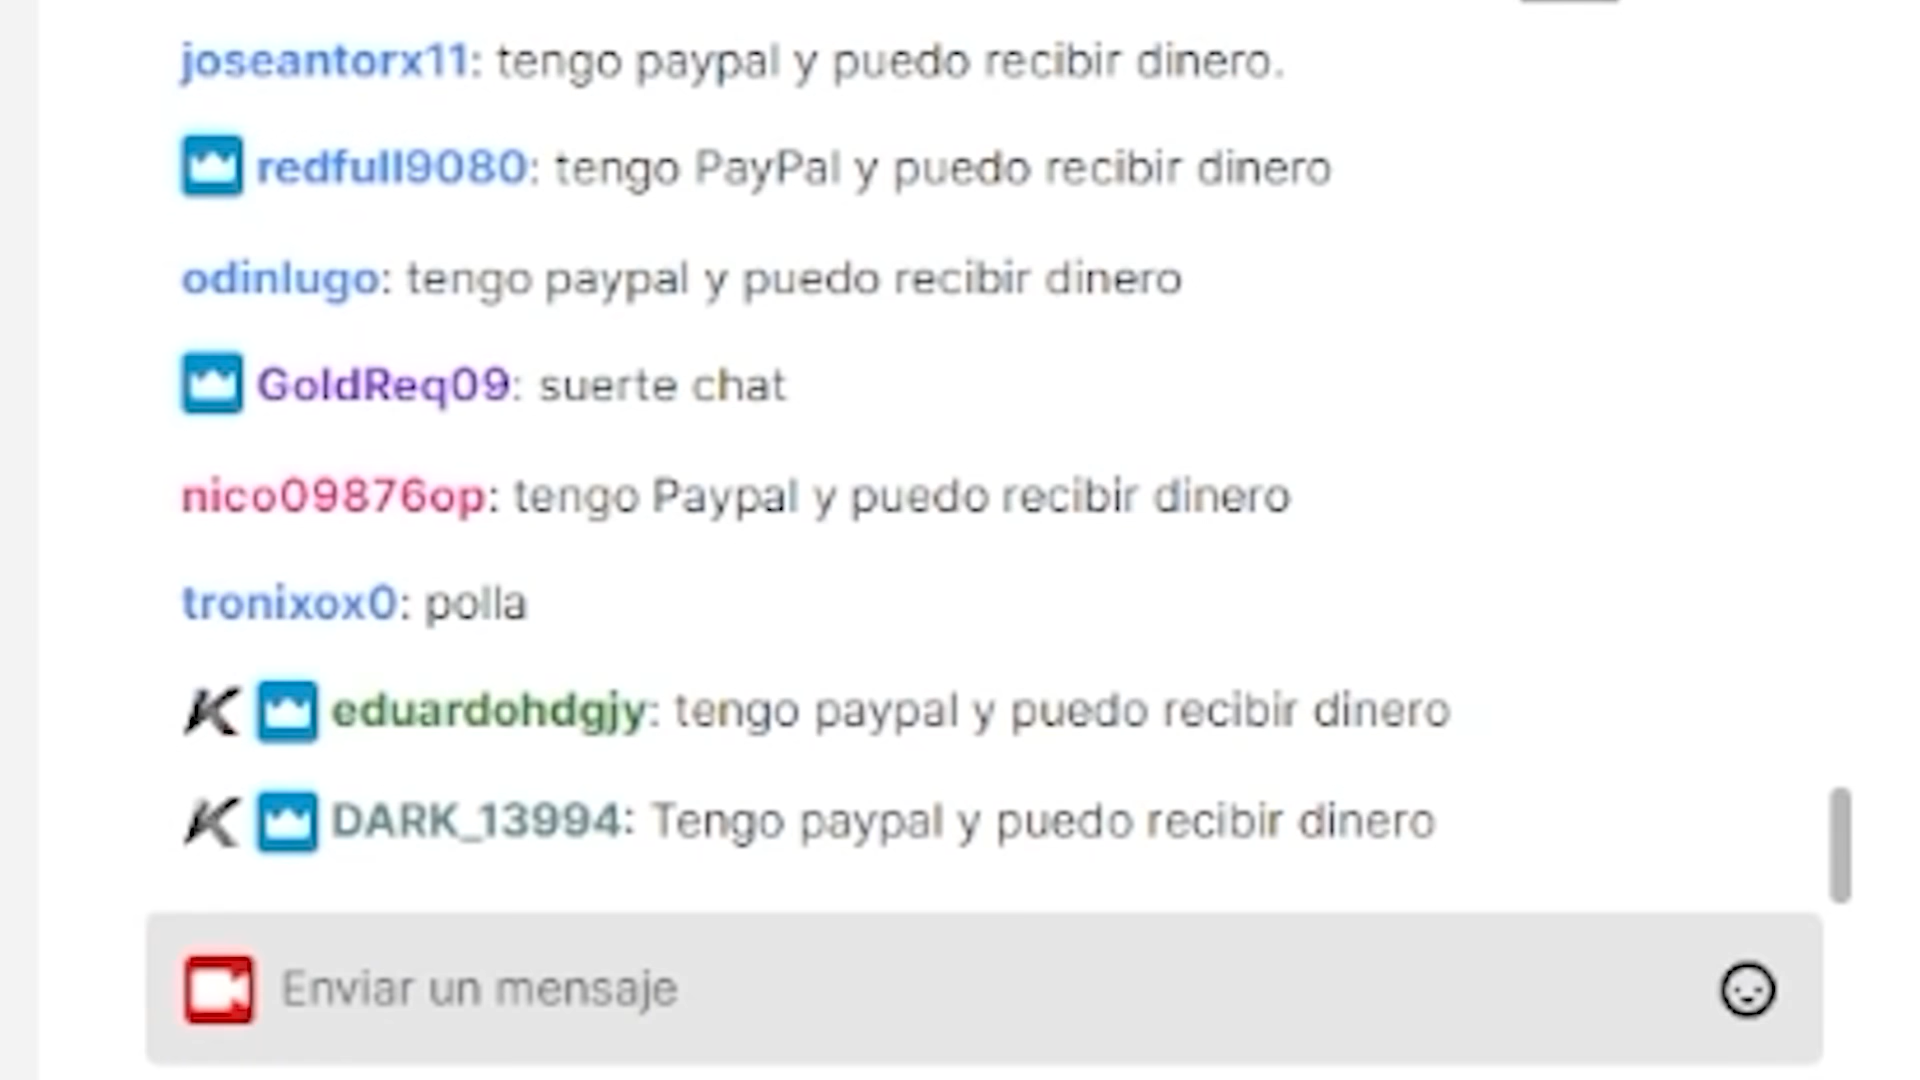 joseantorx11: tengo paypal y puedo recibir dinero.
redfull9080: tengo PayPal y puedo recibir dinero
odinlugo: tengo paypal y puedo recibir dinero
GoldReq09: suerte chat
nico09876op: tengo Paypal y puedo recibir dinero
tronixox0: polla
K eduardohdgjy: tengo paypal y puedo recibir dinero
K DARK_13994: Tengo paypal y puedo recibir dinero
Enviar un mensaje